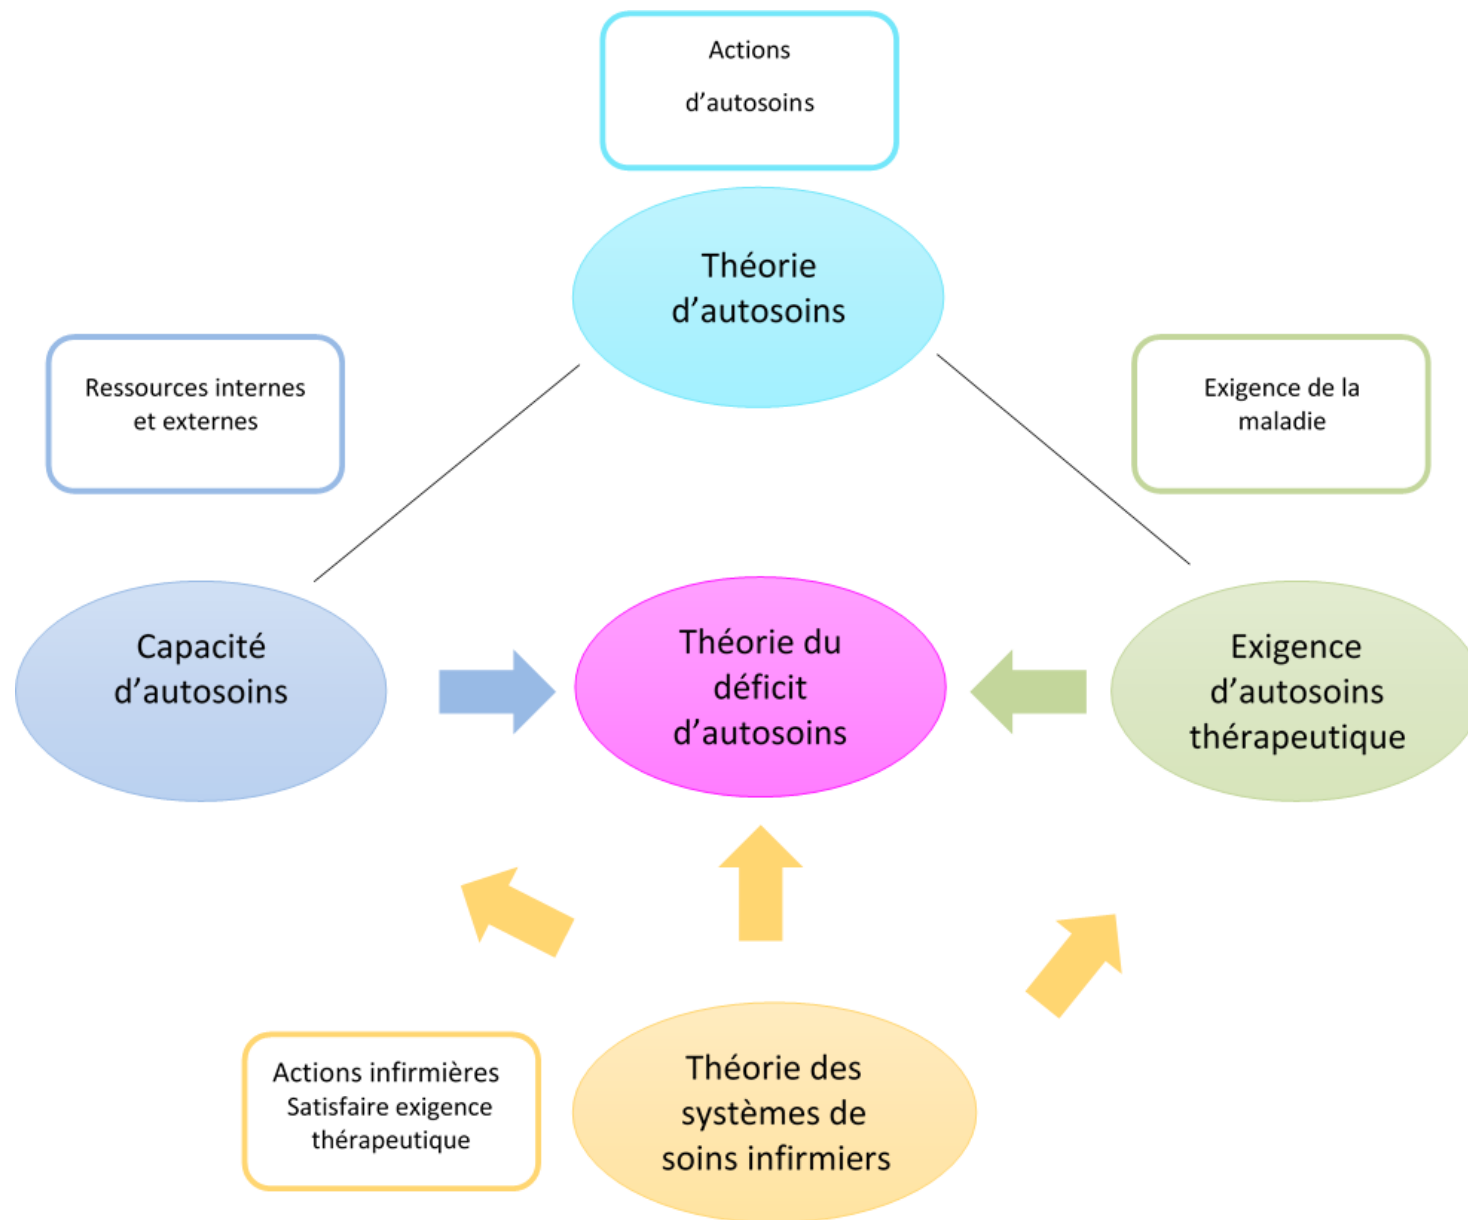 Actions
d’autosoins
Théorie
d’autosoins
Ressources internes
et externes
Exigence de la
maladie
Capacité
d’autosoins
Théorie du
déficit
d’autosoins
Exigence
d’autosoins
thérapeutique
Actions infirmières
Satisfaire exigence
thérapeutique
Théorie des
systèmes de
soins infirmiers